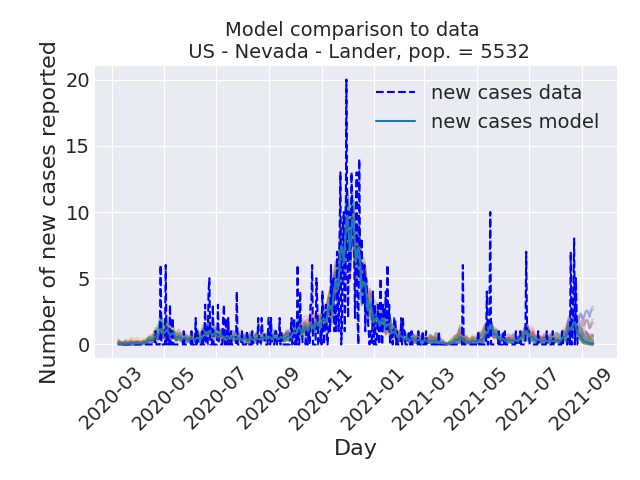 Model comparison to data
US - Nevada - Lander, pop. = 5532
Number of new cases reported
20
15
10
5
0
new cases data
new cases model
2020-03
2020-05
2020-07
2020-09
2020-11
2021-01
2021-03
2021-05
2021-07
2021-09
Day